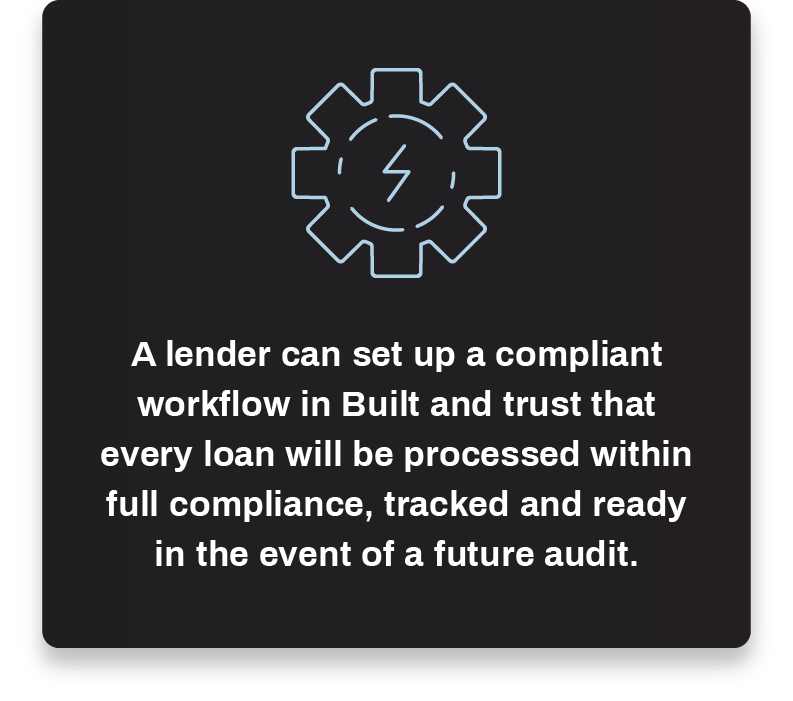 A lender can set up a compliant
workflow in Built and trust that
every loan will be processed within
full compliance, tracked and ready
in the event of a future audit.